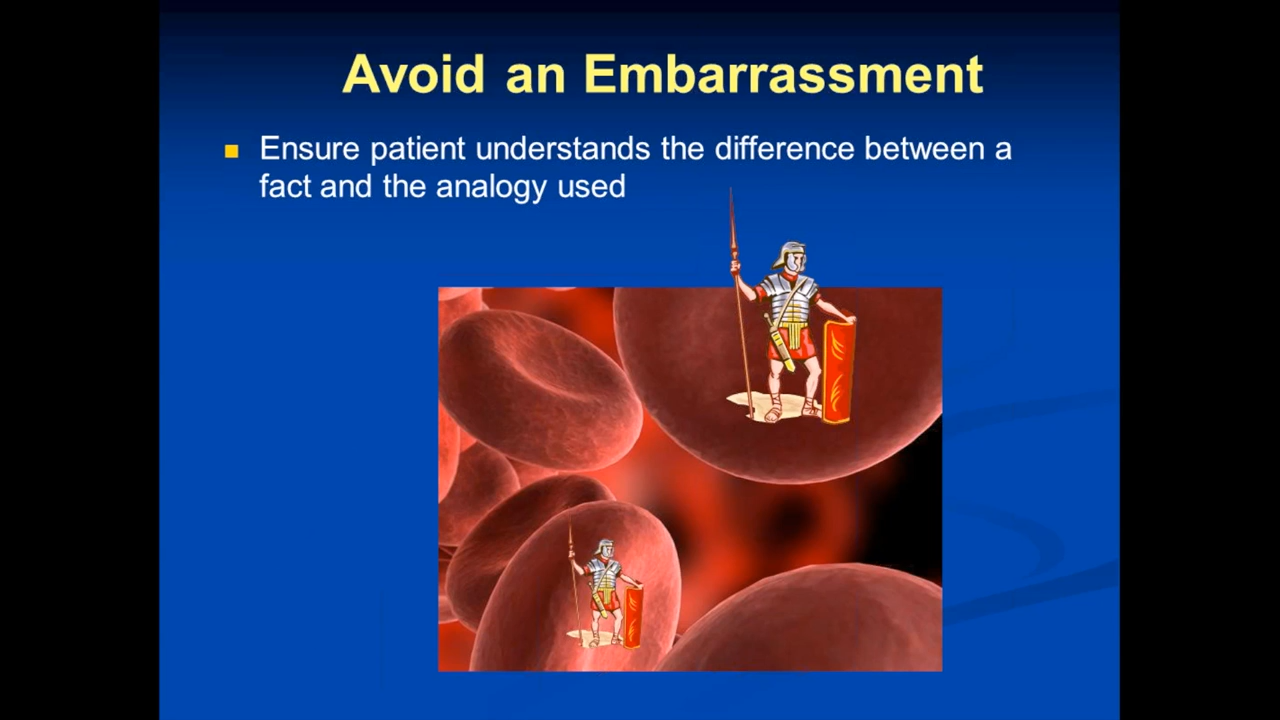 Avoid an Embarrassment
Ensure patient understands the difference between a
fact and the analogy used